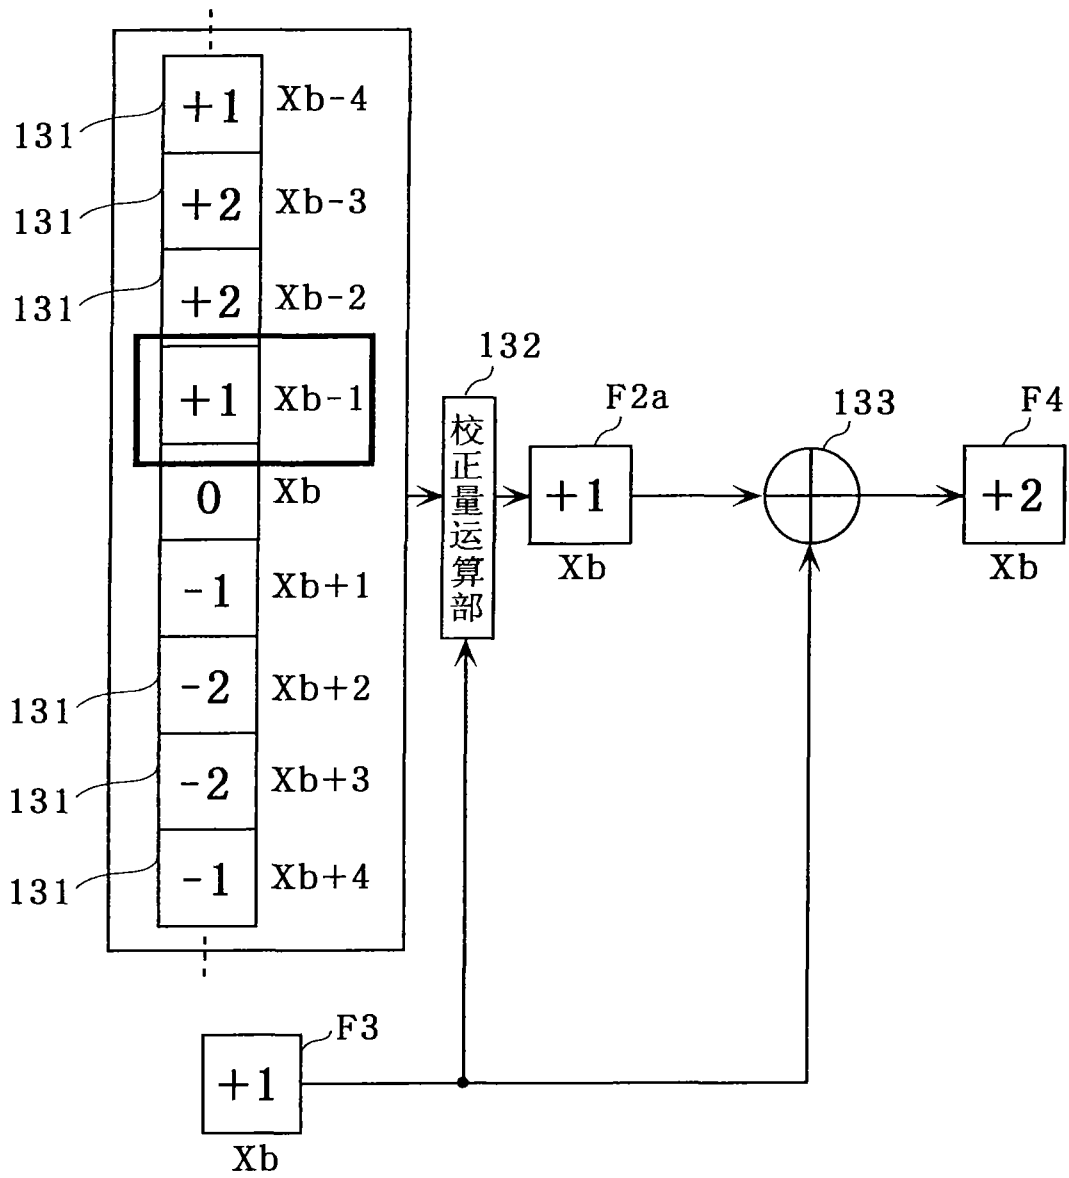 +1 Xb-4
131
+2 Xb-3
131
+2 Xb-2
131
+1 Xb-1
0 Xb
-1 Xb+1
-2 Xb+2
131
-2 Xb+3
131
-1 Xb+4
131
132
校正量运算部
F2a
+1
Xb
133
F4
+2
Xb
F3
+1
Xb